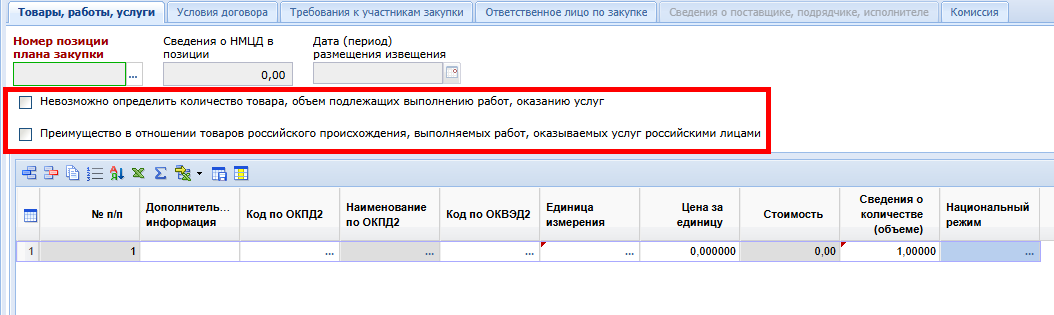 Товары, работы, услуги Условия договора Требования к участникам закупки Ответственное лицо по закупке Сведения о поставщике, подрядчике, исполнителе Комиссия
Номер позиции плана закупки
Сведения о НМЦД в позиции
Дата (период) размещения извещения
... 0,00
Невозможно определить количество товара, объем подлежащих выполнению работ, оказанию услуг
Преимущество в отношении товаров российского происхождения, выполняемых работ, оказываемых услуг российскими лицами
№ п/п Дополнитель... информация Код по ОКПД2 Наименование по ОКПД2 Код по ОКВЭД2 Единица измерения Цена за единицу Стоимость Сведения о количестве (объеме) Национальный режим
1 1 ... ... ... ... 0,000000 0,00 1,00000 ...